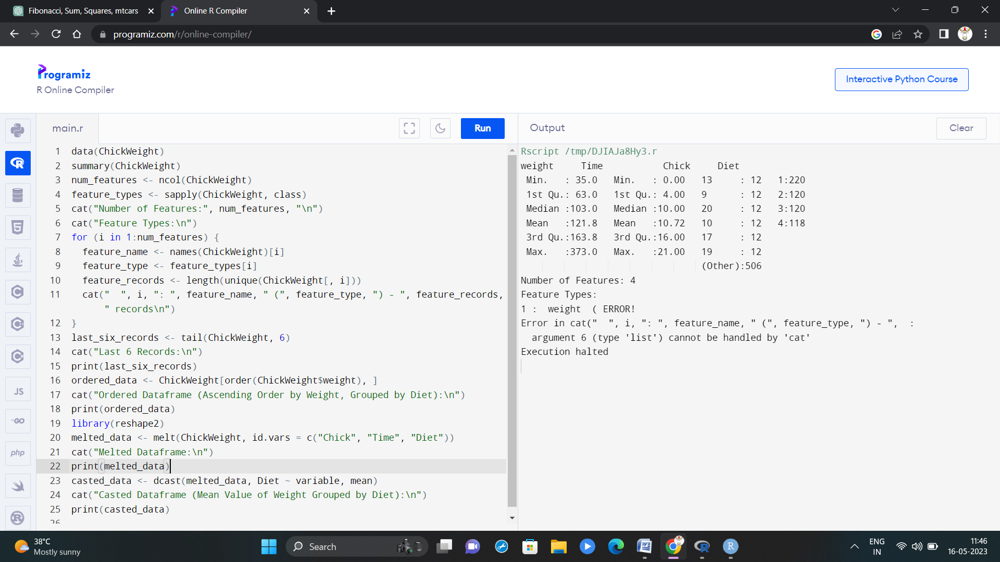 Fibonacci, Sum, Squares, mtcars
Online R Compiler
programiz.com/r/online-compiler/
Programiz
R Online Compiler
Interactive Python Course
main.r
Run
Output
Clear
1 data(ChickWeight)
2 summary(ChickWeight)
3 num_features <- ncol(ChickWeight)
4 feature_types <- sapply(ChickWeight, class)
5 cat("Number of Features:", num_features, "\n")
6 cat("Feature Types:\n")
7 for (i in 1:num_features) {
8   feature_name <- names(ChickWeight)[i]
9   feature_type <- feature_types[i]
10   feature_records <- length(unique(ChickWeight[, i]))
11   cat("  ", i, ": ", feature_name, " (", feature_type, ") - ", feature_records,
" records\n")
12 }
13 last_six_records <- tail(ChickWeight, 6)
14 cat("Last 6 Records:\n")
15 print(last_six_records)
16 ordered_data <- ChickWeight[order(ChickWeight$weight), ]
17 cat("Ordered Dataframe (Ascending Order by Weight, Grouped by Diet):\n")
18 print(ordered_data)
19 library(reshape2)
20 melted_data <- melt(ChickWeight, id.vars = c("Chick", "Time", "Diet"))
21 cat("Melted Dataframe:\n")
22 print(melted_data)
23 casted_data <- dcast(melted_data, Diet ~ variable, mean)
24 cat("Casted Dataframe (Mean Value of Weight Grouped by Diet):\n")
25 print(casted_data)
26
Rscript /tmp/DJIAJa8Hy3.r
weight     Time           Chick     Diet
Min.   : 35.0   Min.   : 0.00   13     : 12   1:220
1st Qu.: 63.0   1st Qu.: 4.00   9      : 12   2:120
Median :103.0   Median :10.00   20     : 12   3:120
Mean   :121.8   Mean   :10.72   10     : 12   4:118
3rd Qu.:163.8   3rd Qu.:16.00   17     : 12
Max.   :373.0   Max.   :21.00   19     : 12
(Other):506
Number of Features: 4
Feature Types:
1 :  weight  ( ERROR!
Error in cat("  ", i, ": ", feature_name, " (", feature_type, ") - ",  :
  argument 6 (type 'list') cannot be handled by 'cat'
Execution halted
JS
GO
php
38°C
Mostly sunny
Search
ENG
IN
11:46
16-05-2023